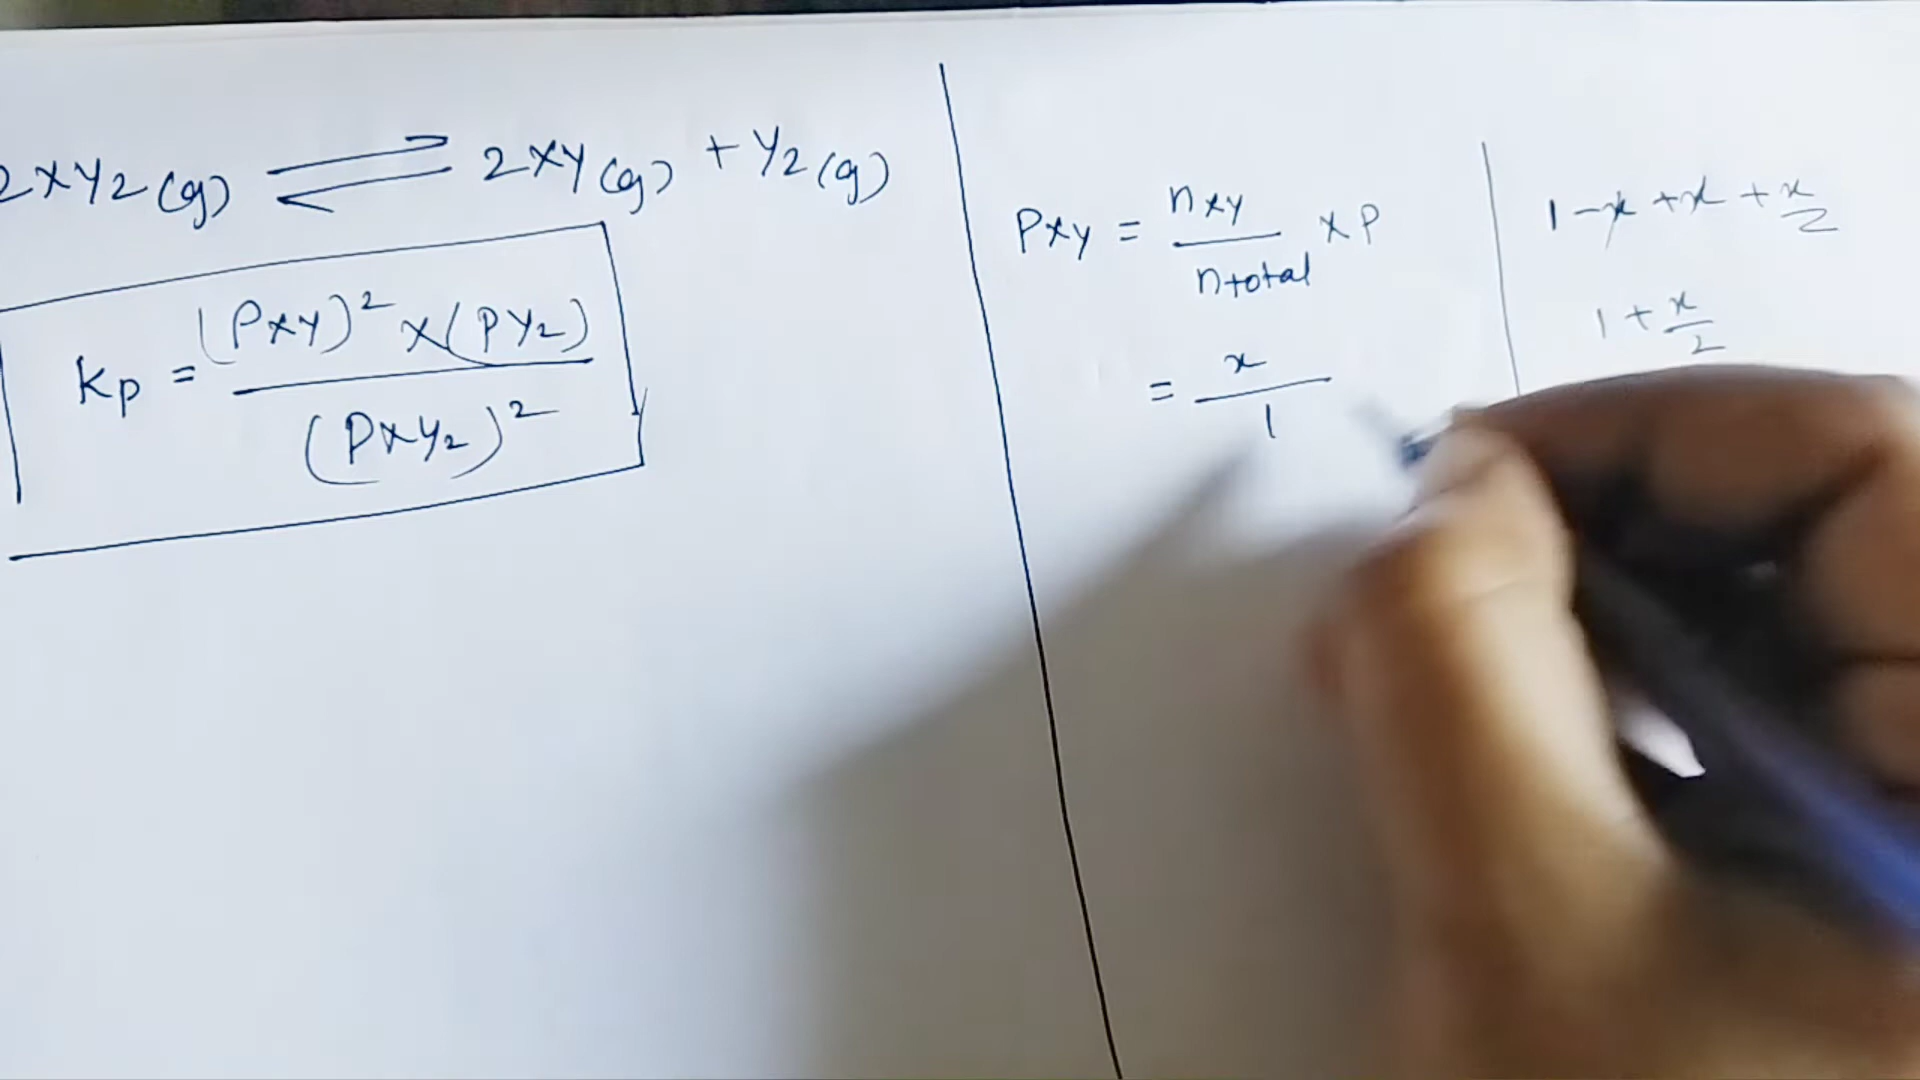 2XY2(g) ⇌ 2XY(g) + Y2(g)
Kp = (PXY)² × (PY2) / (PXY2)²
PXY = nXY / ntotal × P
= x / 1
1 - x + x + x/2
1 + x/2